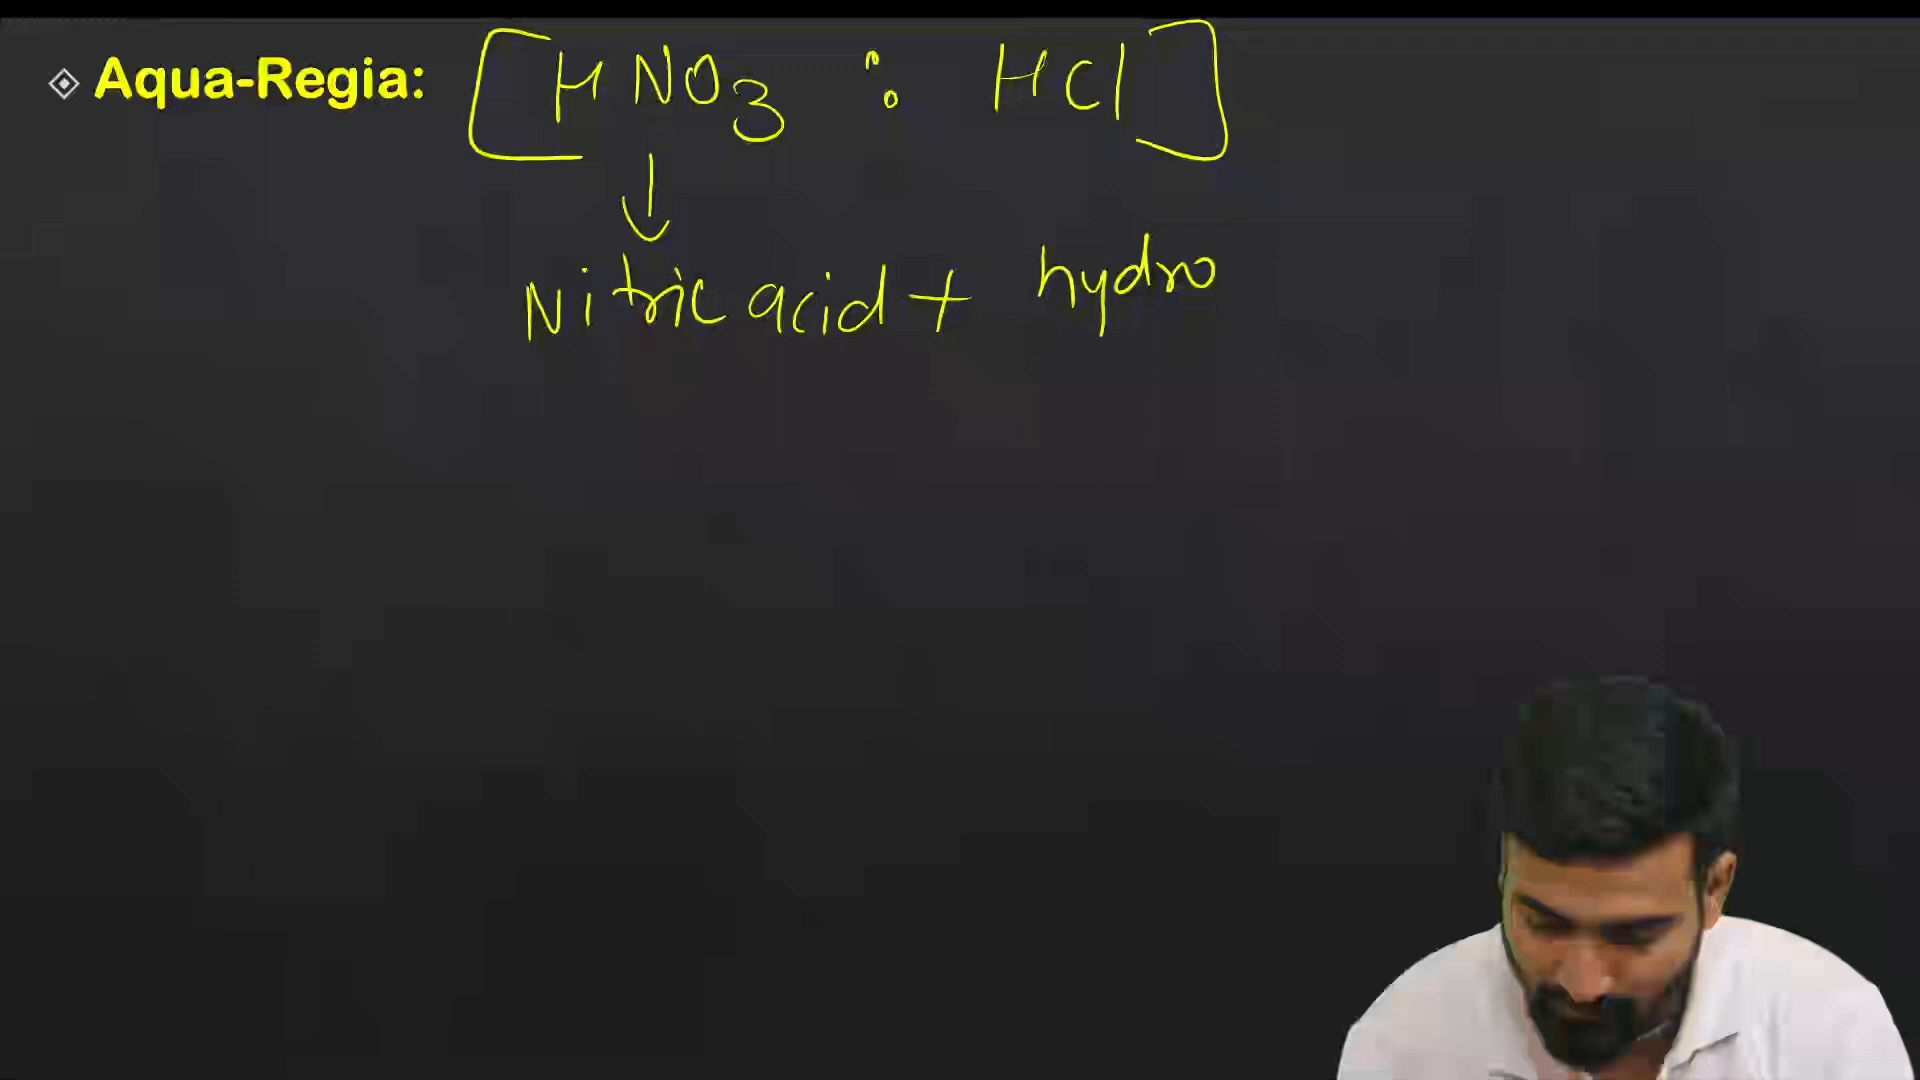 Aqua-Regia: [HNO3 : HCl]
↓
Nitric acid + hydro